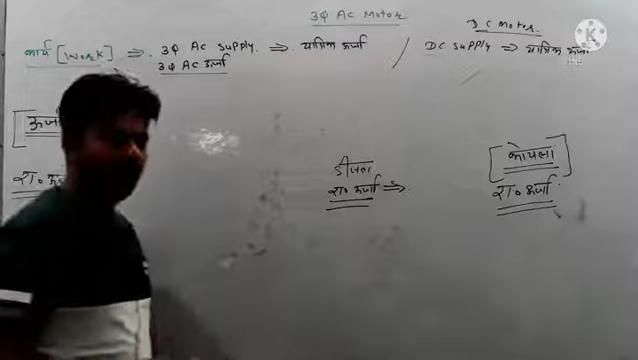 3φ AC Motor
DC Motor.
कार्य [Work] ⇒ 3φ AC Supply. ⇒ यांत्रिक ऊर्जा / DC Supply ⇒ यांत्रिक ऊर्जा
3φ AC ऊर्जा
डीजल
रा० ऊर्जा ⇒
[कोयला]
रा० ऊर्जा